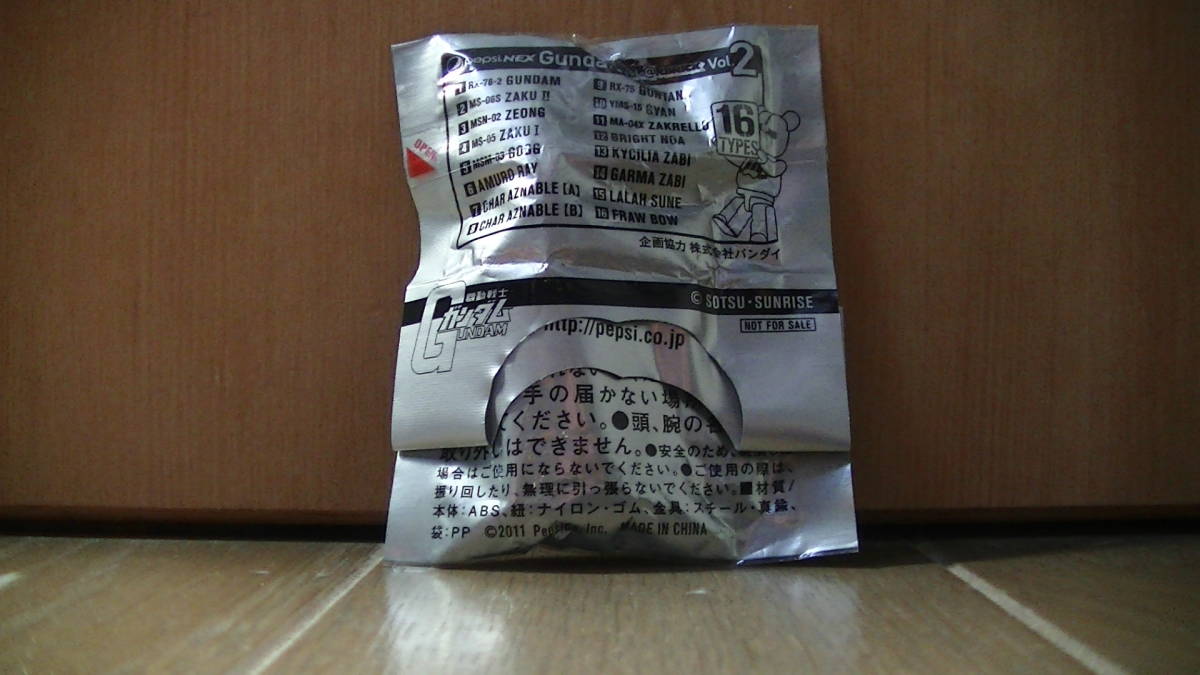 pepsi NEX Gunda Vol.2
1 RX-78-2 GUNDAM
2 MS-06S ZAKU II
3 MSN-02 ZEONG
4 MS-05 ZAKU I
5 MSM-03 GOGG
6 AMURO RAY
7 CHAR AZNABLE [A]
8 CHAR AZNABLE [B]
9 RX-75 GUNTANK
10 YMS-15 GYAN
11 MA-04X ZAKRELLO
12 BRIGHT NOA
13 KYCILIA ZABI
14 GARMA ZABI
15 LALAH SUNE
16 FRAW BOW
16
TYPES
OPEN
企画協力 株式会社バンダイ
機動戦士
ガンダム
GUNDAM
© SOTSU・SUNRISE
NOT FOR SALE
http://pepsi.co.jp
手の届かない場
ください。●頭、腕の
取り外しはできません。●安全のため、
場合はご使用にならないでください。●ご使用の際は、
振り回したり、無理に引っ張らないでください。■材質/
本体:ABS、紐:ナイロン・ゴム、金具:スチール・真鍮、
袋:PP ©2011 PepsiCo, Inc. MADE IN CHINA